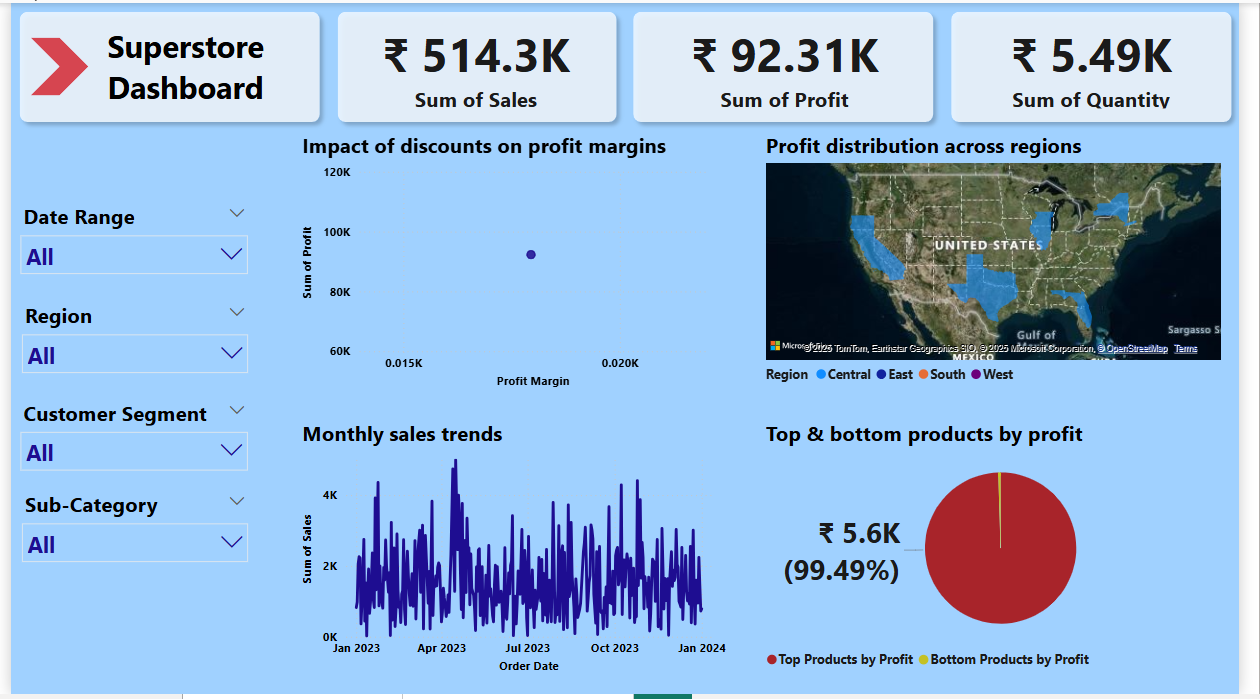 Superstore
Dashboard
₹ 514.3K
Sum of Sales
₹ 92.31K
Sum of Profit
₹ 5.49K
Sum of Quantity
Date Range
All
Region
All
Customer Segment
All
Sub-Category
All
Impact of discounts on profit margins
120K
100K
80K
60K
Sum of Profit
0.015K
0.020K
Profit Margin
Profit distribution across regions
UNITED STATES
Gulf of
Sargasso S
MEXICO
© 2025 TomTom, Earthstar Geographics SIO, © 2025 Microsoft Corporation, © OpenStreetMap Terms
Region Central East South West
Monthly sales trends
4K
2K
0K
Sum of Sales
Jan 2023
Apr 2023
Jul 2023
Oct 2023
Jan 2024
Order Date
Top & bottom products by profit
₹ 5.6K
(99.49%)
Top Products by Profit Bottom Products by Profit